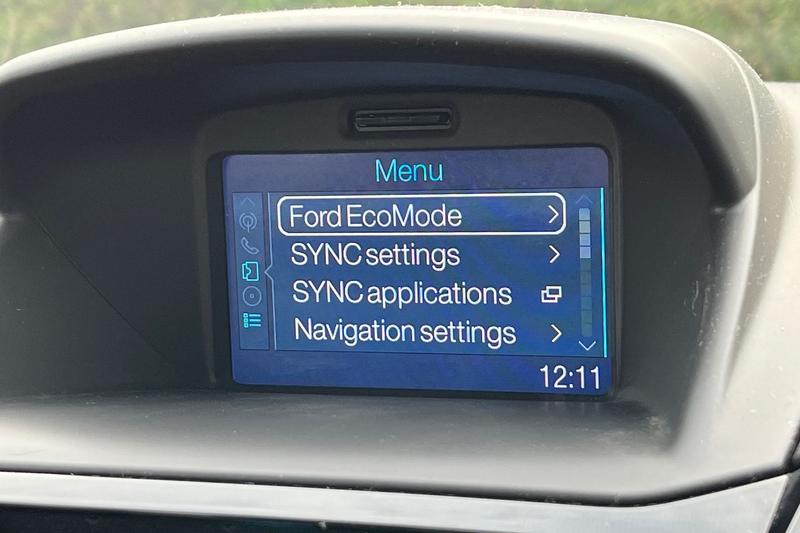 Menu
Ford EcoMode
SYNC settings
SYNC applications
Navigation settings
12:11